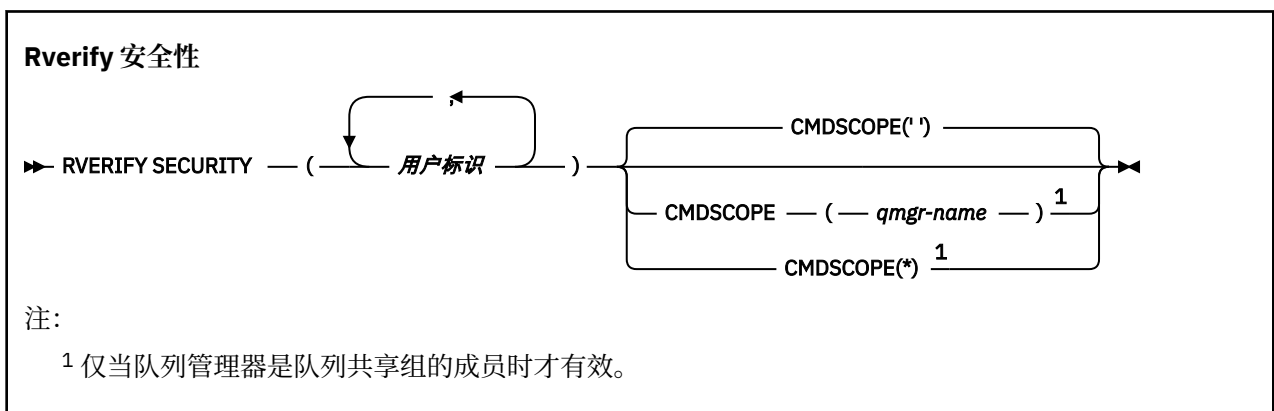 Rverify 安全性
,
CMDSCOPE(' ')
RVERIFY SECURITY ( 用户标识 )
CMDSCOPE ( qmgr-name ) 1
CMDSCOPE(*) 1
注：
1 仅当队列管理器是队列共享组的成员时才有效。